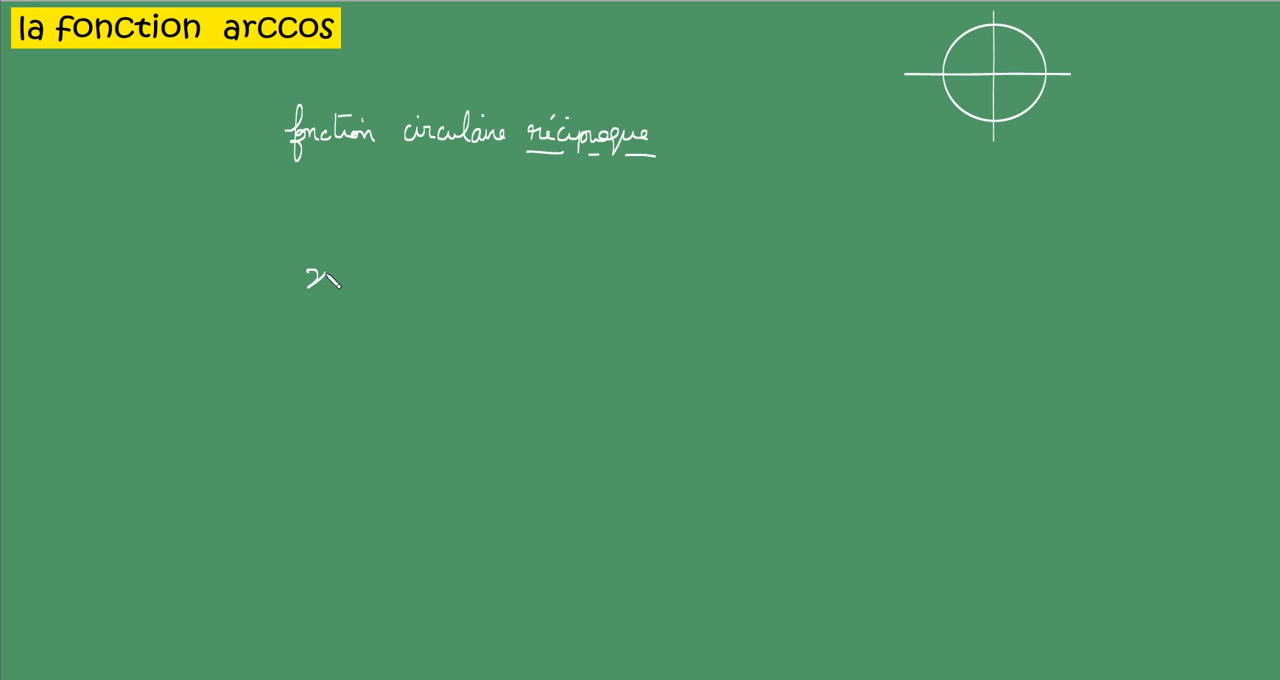 la fonction arccos
fonction circulaire réciproque
x